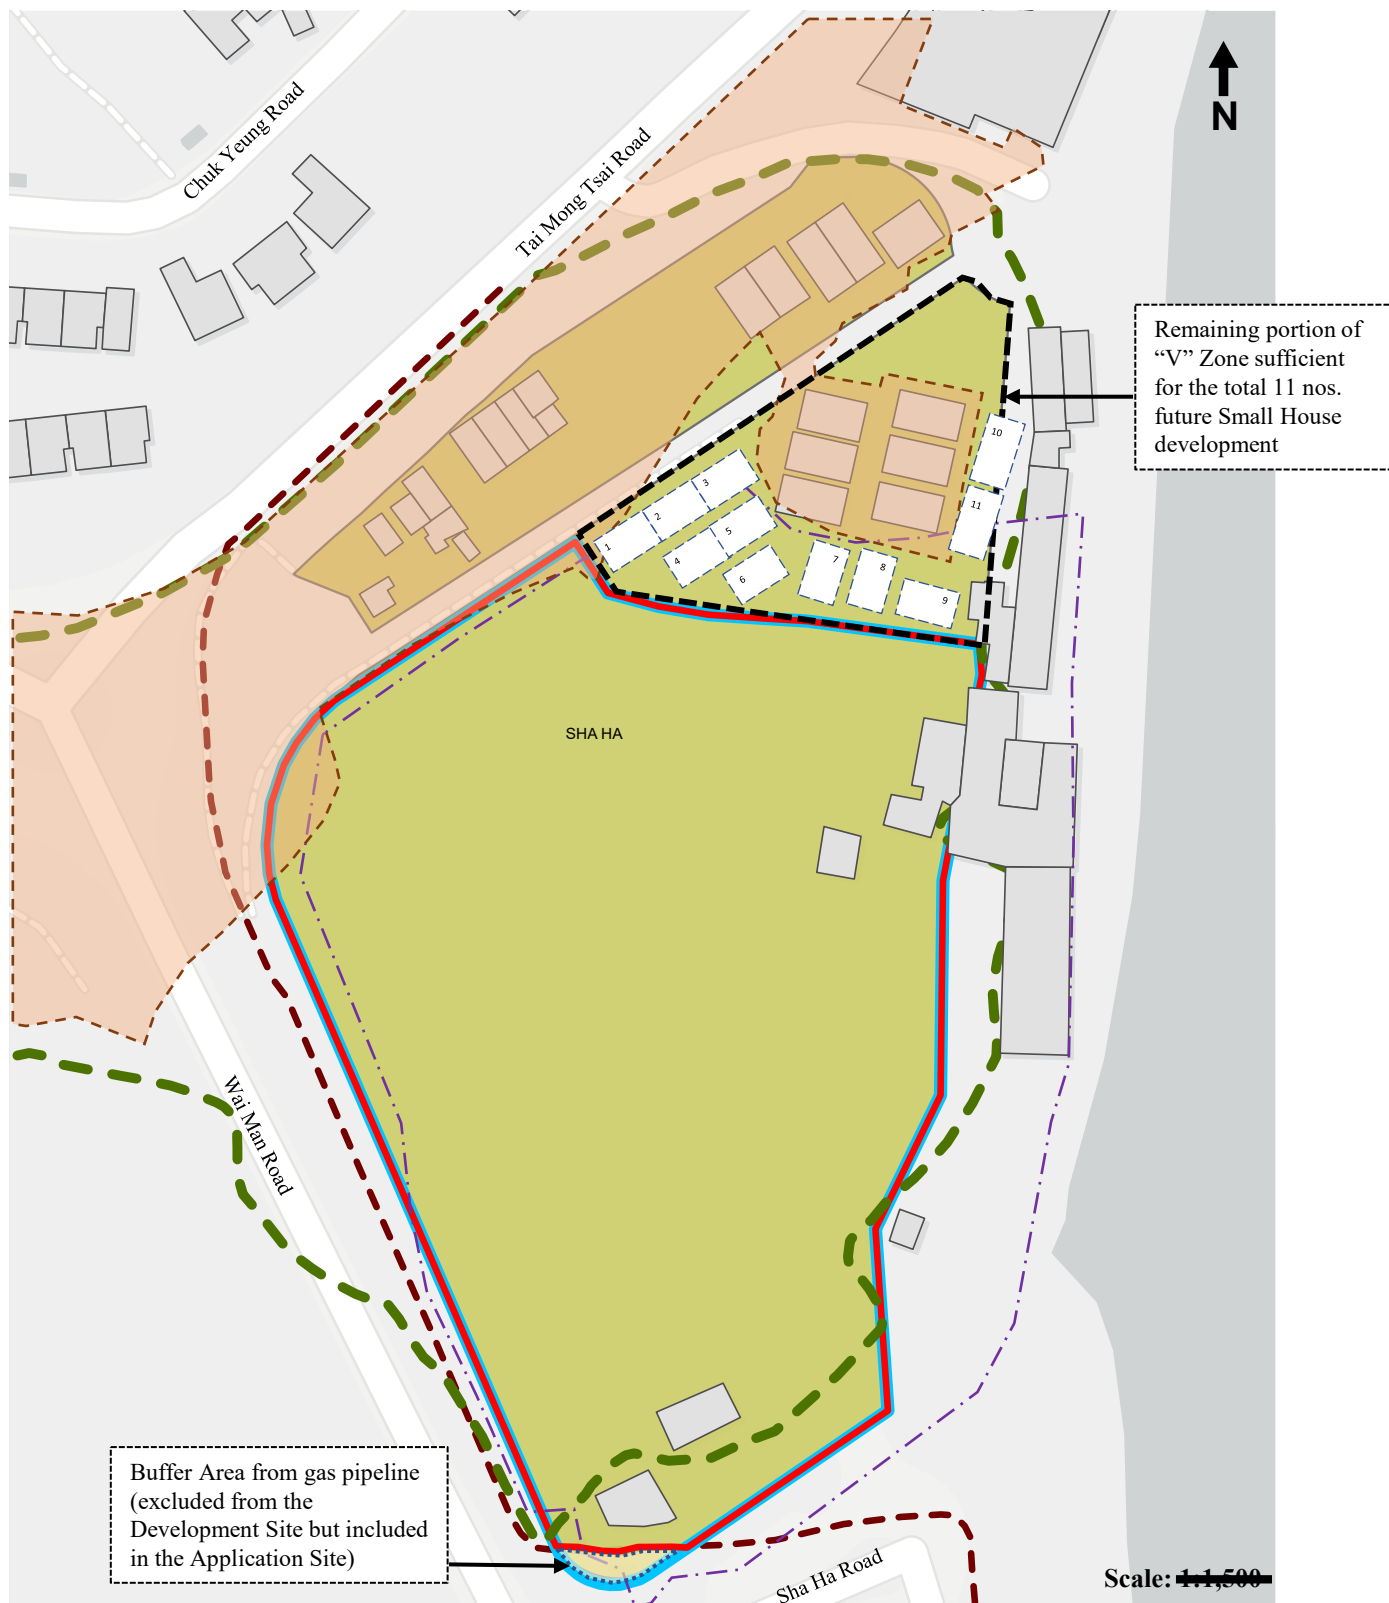 Chuk Yeung Road
Tai Mong Tsai Road
N
Remaining portion of
“V” Zone sufficient
for the total 11 nos.
future Small House
development
1
2
3
4
5
6
7
8
9
10
11
SHA HA
Wai Man Road
Buffer Area from gas pipeline
(excluded from the
Development Site but included
in the Application Site)
Sha Ha Road
Scale: 1:1,500